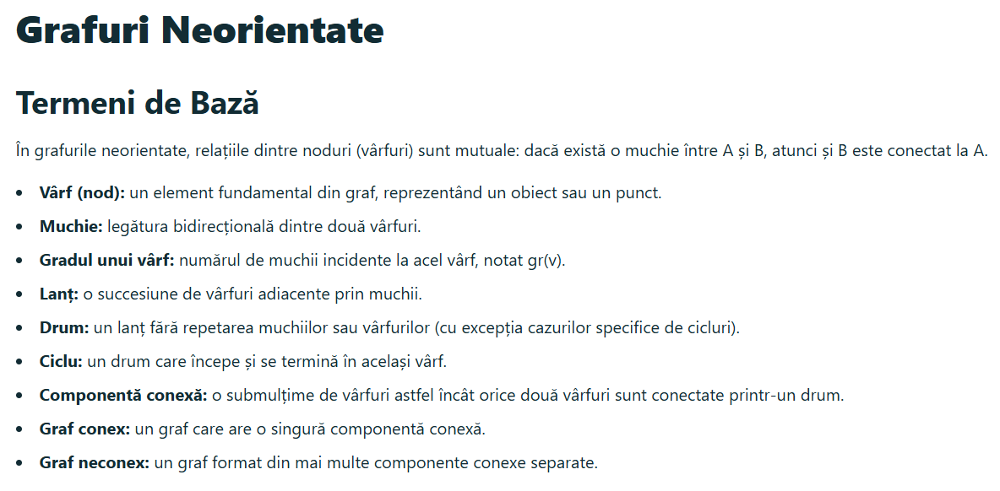 Grafuri Neorientate
Termeni de Bază
În grafurile neorientate, relațiile dintre noduri (vârfuri) sunt mutuale: dacă există o muchie între A și B, atunci și B este conectat la A.
• Vârf (nod): un element fundamental din graf, reprezentând un obiect sau un punct.
• Muchie: legătura bidirecțională dintre două vârfuri.
• Gradul unui vârf: numărul de muchii incidente la acel vârf, notat gr(v).
• Lanț: o succesiune de vârfuri adiacente prin muchii.
• Drum: un lanț fără repetarea muchiilor sau vârfurilor (cu excepția cazurilor specifice de cicluri).
• Ciclu: un drum care începe și se termină în același vârf.
• Componentă conexă: o submulțime de vârfuri astfel încât orice două vârfuri sunt conectate printr-un drum.
• Graf conex: un graf care are o singură componentă conexă.
• Graf neconex: un graf format din mai multe componente conexe separate.